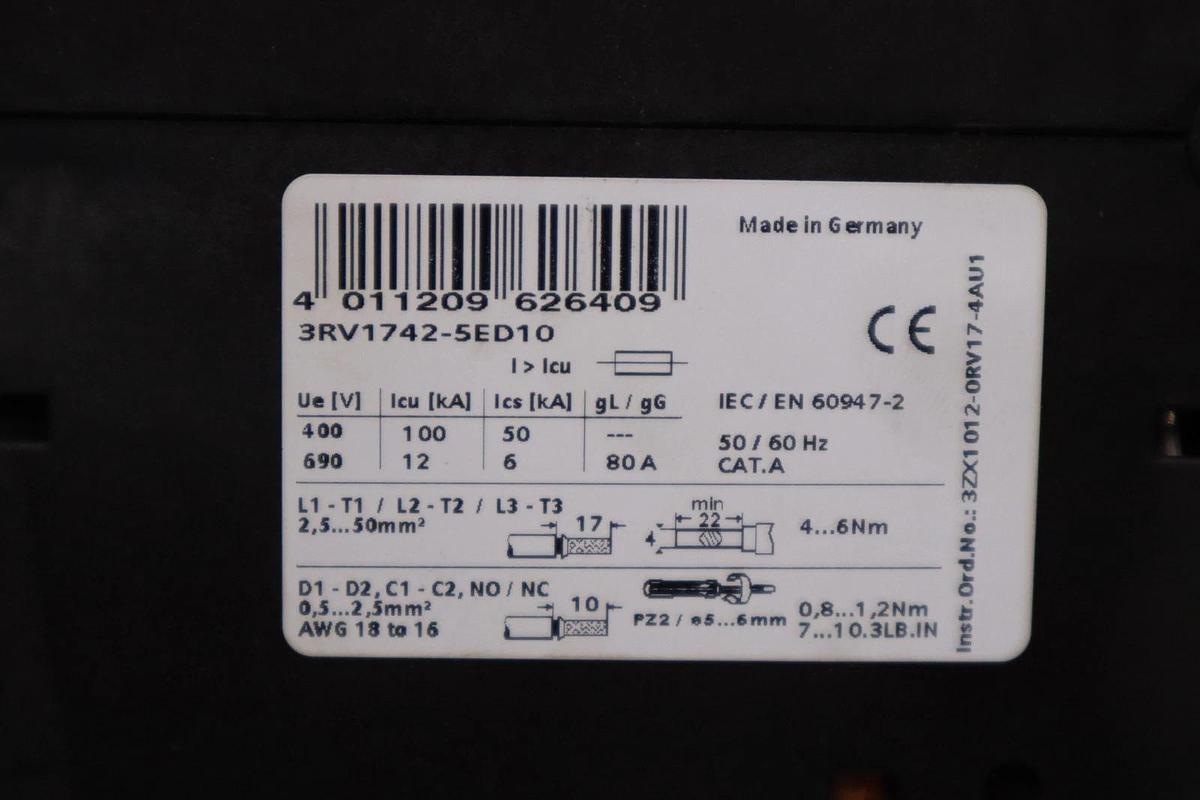 Made in Germany
4 011209 626409
3RV1742-5ED10
CE
I > Icu
Ue [V] Icu [kA] Ics [kA] gL / gG
400 100 50 ---
690 12 6 80 A
IEC / EN 60947-2
50 / 60 Hz
CAT.A
L1 - T1 / L2 - T2 / L3 - T3
2,5...50mm²
17
min
22
4
4...6Nm
D1 - D2, C1 - C2, NO / NC
0,5...2,5mm²
AWG 18 to 16
10
PZ2 / ø5...6mm
0,8...1,2Nm
7...10.3LB.IN
Instr.Ord.No.: 3ZX1012-0RV17-4AU1